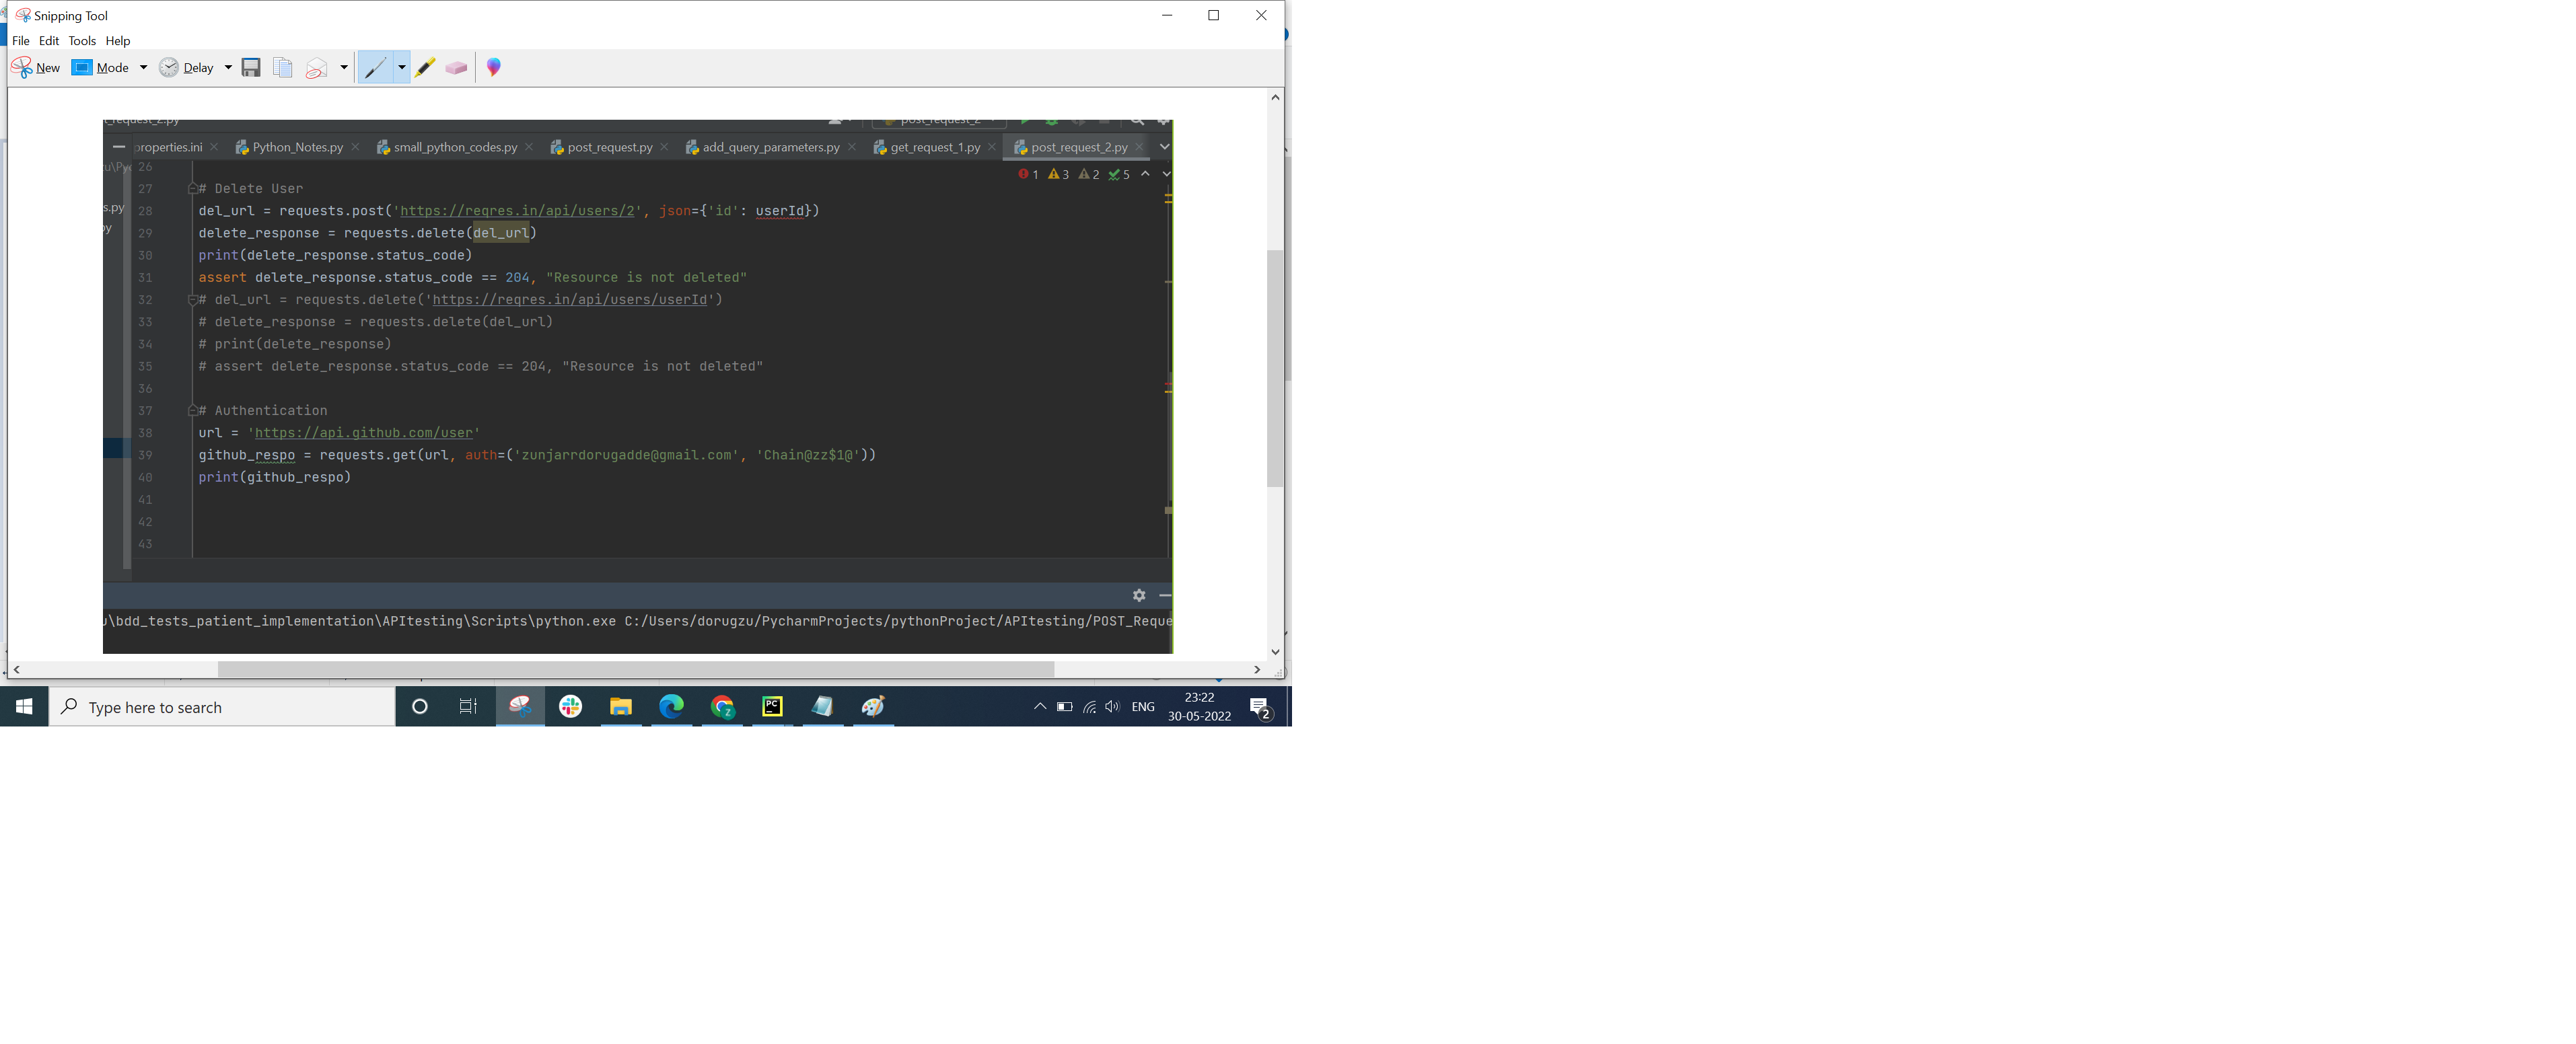 Snipping Tool
File Edit Tools Help
New Mode Delay
t_request_2.py post_request_2
properties.ini Python_Notes.py small_python_codes.py post_request.py add_query_parameters.py get_request_1.py post_request_2.py
26
1 3 2 5
27 # Delete User
s.py
28 del_url = requests.post('https://reqres.in/api/users/2', json={'id': userId})
py
29 delete_response = requests.delete(del_url)
30 print(delete_response.status_code)
31 assert delete_response.status_code == 204, "Resource is not deleted"
32 # del_url = requests.delete('https://reqres.in/api/users/userId')
33 # delete_response = requests.delete(del_url)
34 # print(delete_response)
35 # assert delete_response.status_code == 204, "Resource is not deleted"
36
37 # Authentication
38 url = 'https://api.github.com/user'
39 github_respo = requests.get(url, auth=('zunjarrdorugadde@gmail.com', 'Chain@zz$1@'))
40 print(github_respo)
41
42
43
u\bdd_tests_patient_implementation\APItesting\Scripts\python.exe C:/Users/dorugzu/PycharmProjects/pythonProject/APItesting/POST_Reque
Type here to search
ENG
23:22
30-05-2022
2